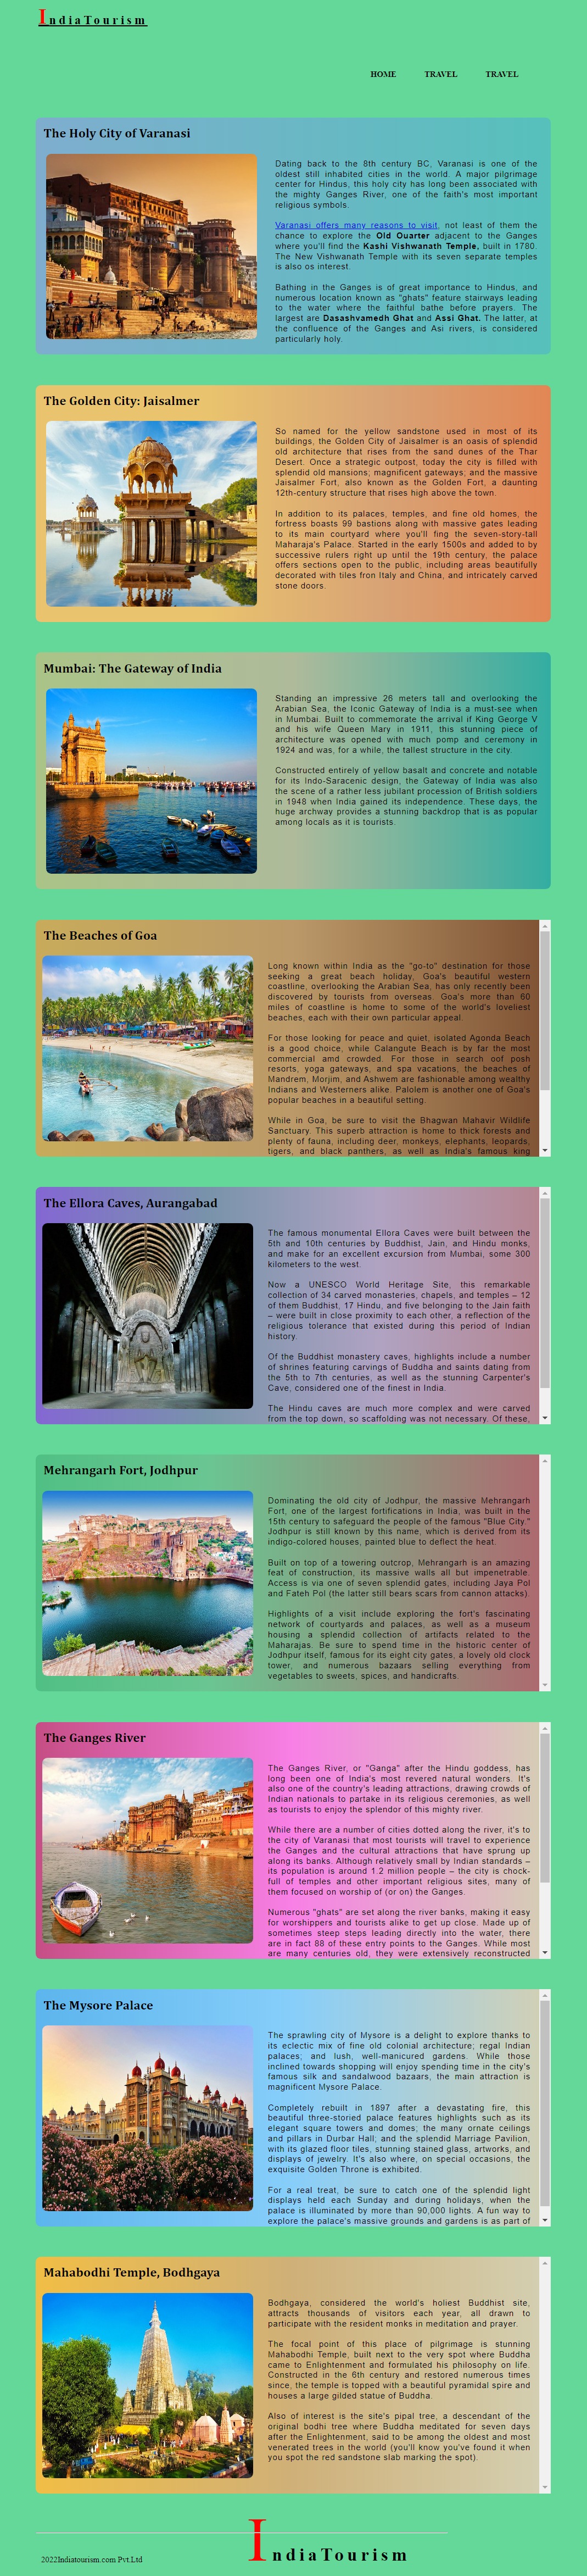 IndiaTourism
HOME TRAVEL TRAVEL
The Holy City of Varanasi
Dating back to the 8th century BC, Varanasi is one of the
oldest still inhabited cities in the world. A major pilgrimage
center for Hindus, this holy city has long been associated with
the mighty Ganges River, one of the faith's most important
religious symbols.
Varanasi offers many reasons to visit, not least of them the
chance to explore the Old Ouarter adjacent to the Ganges
where you'll find the Kashi Vishwanath Temple, built in 1780.
The New Vishwanath Temple with its seven separate temples
is also os interest.
Bathing in the Ganges is of great importance to Hindus, and
numerous location known as "ghats" feature stairways leading
to the water where the faithful bathe before prayers. The
largest are Dasashvamedh Ghat and Assi Ghat. The latter, at
the confluence of the Ganges and Asi rivers, is considered
particularly holy.
The Golden City: Jaisalmer
So named for the yellow sandstone used in most of its
buildings, the Golden City of Jaisalmer is an oasis of splendid
old architecture that rises from the sand dunes of the Thar
Desert. Once a strategic outpost, today the city is filled with
splendid old mansions; magnificent gateways; and the massive
Jaisalmer Fort, also known as the Golden Fort, a daunting
12th-century structure that rises high above the town.
In addition to its palaces, temples, and fine old homes, the
fortress boasts 99 bastions along with massive gates leading
to its main courtyard where you'll fing the seven-story-tall
Maharaja's Palace. Started in the early 1500s and added to by
successive rulers right up until the 19th century, the palace
offers sections open to the public, including areas beautifully
decorated with tiles fron Italy and China, and intricately carved
stone doors.
Mumbai: The Gateway of India
Standing an impressive 26 meters tall and overlooking the
Arabian Sea, the Iconic Gateway of India is a must-see when
in Mumbai. Built to commemorate the arrival if King George V
and his wife Queen Mary in 1911, this stunning piece of
architecture was opened with much pomp and ceremony in
1924 and was, for a while, the tallest structure in the city.
Constructed entirely of yellow basalt and concrete and notable
for its Indo-Saracenic design, the Gateway of India was also
the scene of a rather less jubilant procession of British soldiers
in 1948 when India gained its independence. These days, the
huge archway provides a stunning backdrop that is as popular
among locals as it is tourists.
The Beaches of Goa
Long known within India as the "go-to" destination for those
seeking a great beach holiday, Goa's beautiful western
coastline, overlooking the Arabian Sea, has only recently been
discovered by tourists from overseas. Goa's more than 60
miles of coastline is home to some of the world's loveliest
beaches, each with their own particular appeal.
For those looking for peace and quiet, isolated Agonda Beach
is a good choice, while Calangute Beach is by far the most
commercial amd crowded. For those in search oof posh
resorts, yoga gateways, and spa vacations, the beaches of
Mandrem, Morjim, and Ashwem are fashionable among wealthy
Indians and Westerners alike. Palolem is another one of Goa's
popular beaches in a beautiful setting.
While in Goa, be sure to visit the Bhagwan Mahavir Wildlife
Sanctuary. This superb attraction is home to thick forests and
plenty of fauna, including deer, monkeys, elephants, leopards,
tigers, and black panthers, as well as India's famous king
The Ellora Caves, Aurangabad
The famous monumental Ellora Caves were built between the
5th and 10th centuries by Buddhist, Jain, and Hindu monks,
and make for an excellent excursion from Mumbai, some 300
kilometers to the west.
Now a UNESCO World Heritage Site, this remarkable
collection of 34 carved monasteries, chapels, and temples – 12
of them Buddhist, 17 Hindu, and five belonging to the Jain faith
– were built in close proximity to each other, a reflection of the
religious tolerance that existed during this period of Indian
history.
Of the Buddhist monastery caves, highlights include a number
of shrines featuring carvings of Buddha and saints dating from
the 5th to 7th centuries, as well as the stunning Carpenter's
Cave, considered one of the finest in India.
The Hindu caves are much more complex and were carved
from the top down, so scaffolding was not necessary. Of these,
Mehrangarh Fort, Jodhpur
Dominating the old city of Jodhpur, the massive Mehrangarh
Fort, one of the largest fortifications in India, was built in the
15th century to safeguard the people of the famous "Blue City."
Jodhpur is still known by this name, which is derived from its
indigo-colored houses, painted blue to deflect the heat.
Built on top of a towering outcrop, Mehrangarh is an amazing
feat of construction, its massive walls all but impenetrable.
Access is via one of seven splendid gates, including Jaya Pol
and Fateh Pol (the latter still bears scars from cannon attacks).
Highlights of a visit include exploring the fort's fascinating
network of courtyards and palaces, as well as a museum
housing a splendid collection of artifacts related to the
Maharajas. Be sure to spend time in the historic center of
Jodhpur itself, famous for its eight city gates, a lovely old clock
tower, and numerous bazaars selling everything from
vegetables to sweets, spices, and handicrafts.
The Ganges River
The Ganges River, or "Ganga" after the Hindu goddess, has
long been one of India's most revered natural wonders. It's
also one of the country's leading attractions, drawing crowds of
Indian nationals to partake in its religious ceremonies, as well
as tourists to enjoy the splendor of this mighty river.
While there are a number of cities dotted along the river, it's to
the city of Varanasi that most tourists will travel to experience
the Ganges and the cultural attractions that have sprung up
along its banks. Although relatively small by Indian standards –
its population is around 1.2 million people – the city is chock-
full of temples and other important religious sites, many of
them focused on worship of (or on) the Ganges.
Numerous "ghats" are set along the river banks, making it easy
for worshippers and tourists alike to get up close. Made up of
sometimes steep steps leading directly into the water, there
are in fact 88 of these entry points to the Ganges. While most
are many centuries old, they were extensively reconstructed
The Mysore Palace
The sprawling city of Mysore is a delight to explore thanks to
its eclectic mix of fine old colonial architecture; regal Indian
palaces; and lush, well-manicured gardens. While those
inclined towards shopping will enjoy spending time in the city's
famous silk and sandalwood bazaars, the main attraction is
magnificent Mysore Palace.
Completely rebuilt in 1897 after a devastating fire, this
beautiful three-storied palace features highlights such as its
elegant square towers and domes; the many ornate ceilings
and pillars in Durbar Hall; and the splendid Marriage Pavilion,
with its glazed floor tiles, stunning stained glass, artworks, and
displays of jewelry. It's also where, on special occasions, the
exquisite Golden Throne is exhibited.
For a real treat, be sure to catch one of the splendid light
displays held each Sunday and during holidays, when the
palace is illuminated by more than 90,000 lights. A fun way to
explore the palace's massive grounds and gardens is as part of
Mahabodhi Temple, Bodhgaya
Bodhgaya, considered the world's holiest Buddhist site,
attracts thousands of visitors each year, all drawn to
participate with the resident monks in meditation and prayer.
The focal point of this place of pilgrimage is stunning
Mahabodhi Temple, built next to the very spot where Buddha
came to Enlightenment and formulated his philosophy on life.
Constructed in the 6th century and restored numerous times
since, the temple is topped with a beautiful pyramidal spire and
houses a large gilded statue of Buddha.
Also of interest is the site's pipal tree, a descendant of the
original bodhi tree where Buddha meditated for seven days
after the Enlightenment, said to be among the oldest and most
venerated trees in the world (you'll know you've found it when
you spot the red sandstone slab marking the spot).
2022Indiatourism.com Pvt.Ltd
IndiaTourism